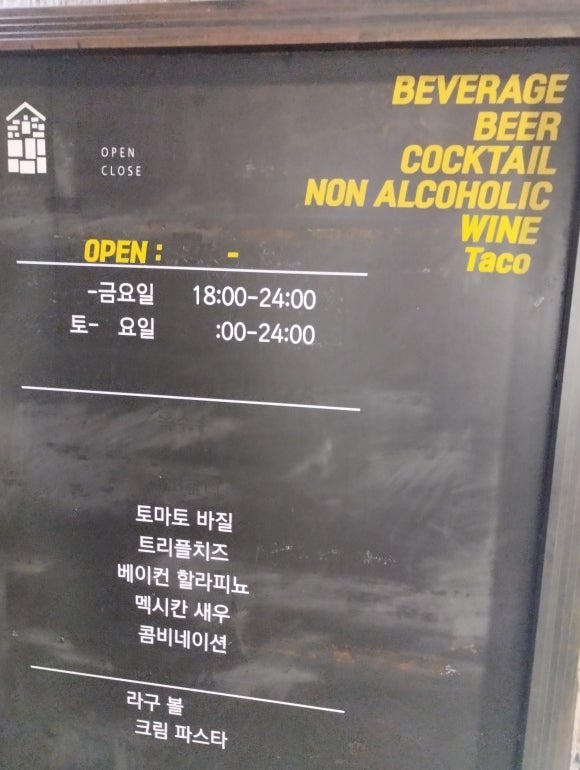 OPEN
CLOSE
BEVERAGE
BEER
COCKTAIL
NON ALCOHOLIC
WINE
Taco
OPEN : -
-금요일 18:00-24:00
토- 요일 :00-24:00
토마토 바질
트리플치즈
베이컨 할라피뇨
멕시칸 새우
콤비네이션
라구 볼
크림 파스타